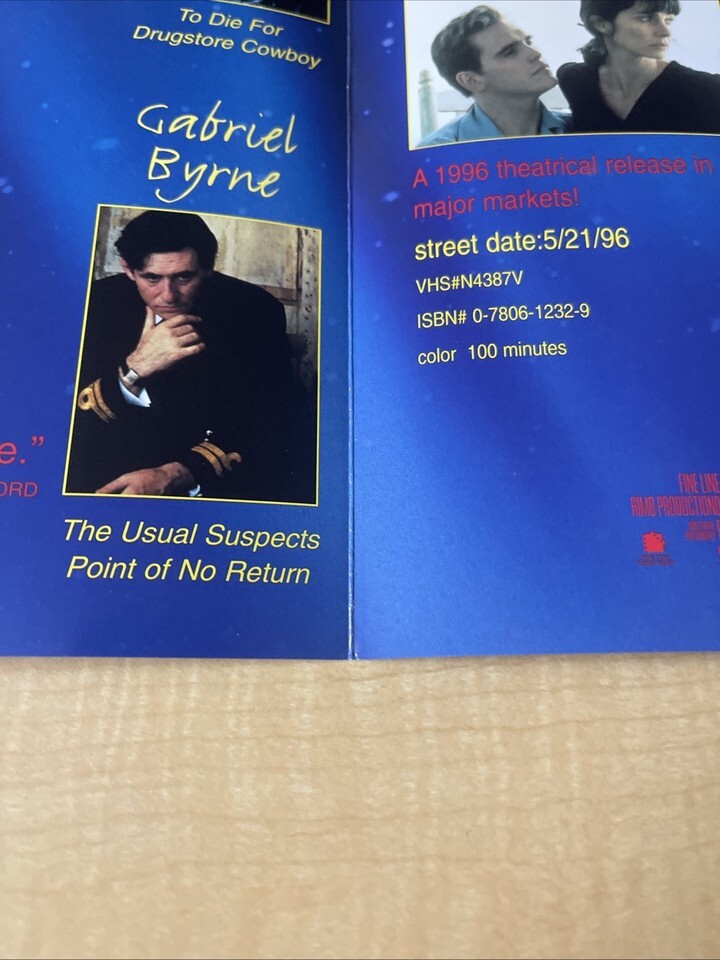 To Die For
Drugstore Cowboy
Gabriel
Byrne
e.”
ORD
The Usual Suspects
Point of No Return
A 1996 theatrical release in
major markets!
street date:5/21/96
VHS#N4387V
ISBN# 0-7806-1232-9
color 100 minutes
FINE LINE
RIMB PRODUCTIONS